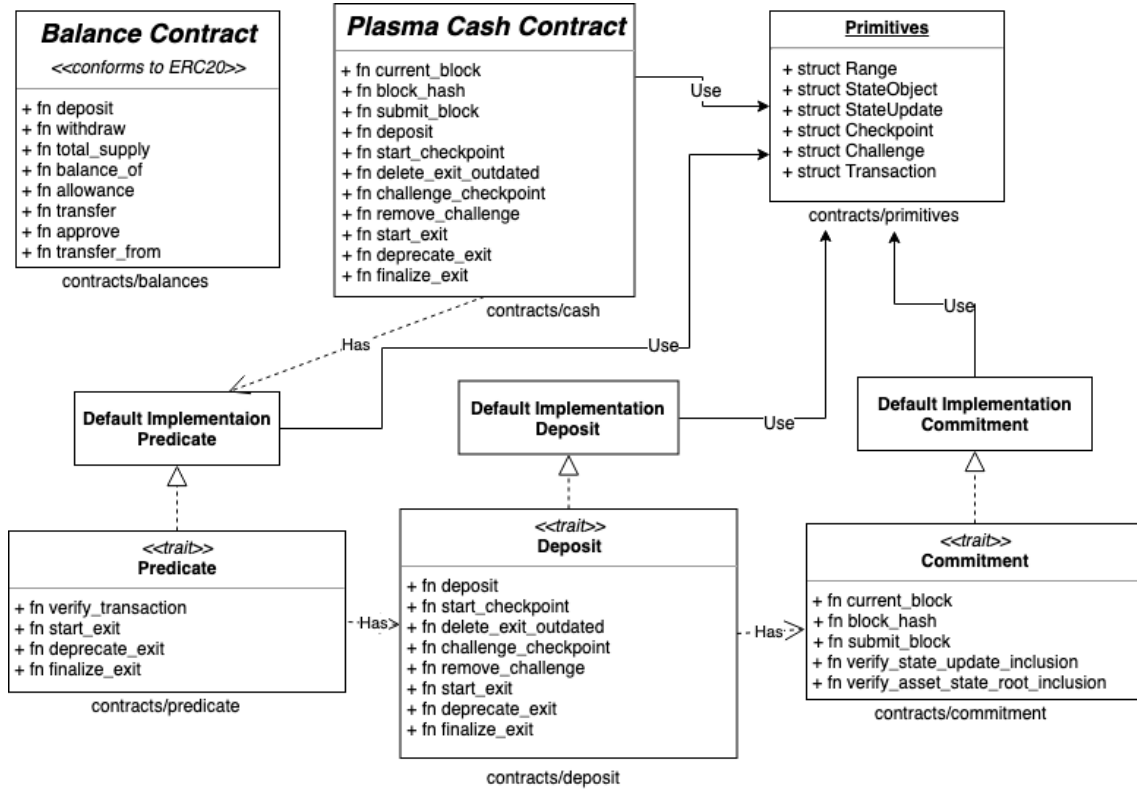 Balance Contract
<<conforms to ERC20>>
+ fn deposit
+ fn withdraw
+ fn total_supply
+ fn balance_of
+ fn allowance
+ fn transfer
+ fn approve
+ fn transfer_from
contracts/balances
Plasma Cash Contract
+ fn current_block
+ fn block_hash
+ fn submit_block
+ fn deposit
+ fn start_checkpoint
+ fn delete_exit_outdated
+ fn challenge_checkpoint
+ fn remove_challenge
+ fn start_exit
+ fn deprecate_exit
+ fn finalize_exit
contracts/cash
Use
Primitives
+ struct Range
+ struct StateObject
+ struct StateUpdate
+ struct Checkpoint
+ struct Challenge
+ struct Transaction
contracts/primitives
Has
Use
Use
Default Implementaion
Predicate
Default Implementation
Deposit
Use
Default Implementation
Commitment
<<trait>>
Predicate
+ fn verify_transaction
+ fn start_exit
+ fn deprecate_exit
+ fn finalize_exit
contracts/predicate
Has
<<trait>>
Deposit
+ fn deposit
+ fn start_checkpoint
+ fn delete_exit_outdated
+ fn challenge_checkpoint
+ fn remove_challenge
+ fn start_exit
+ fn deprecate_exit
+ fn finalize_exit
contracts/deposit
Has
<<trait>>
Commitment
+ fn current_block
+ fn block_hash
+ fn submit_block
+ fn verify_state_update_inclusion
+ fn verify_asset_state_root_inclusion
contracts/commitment